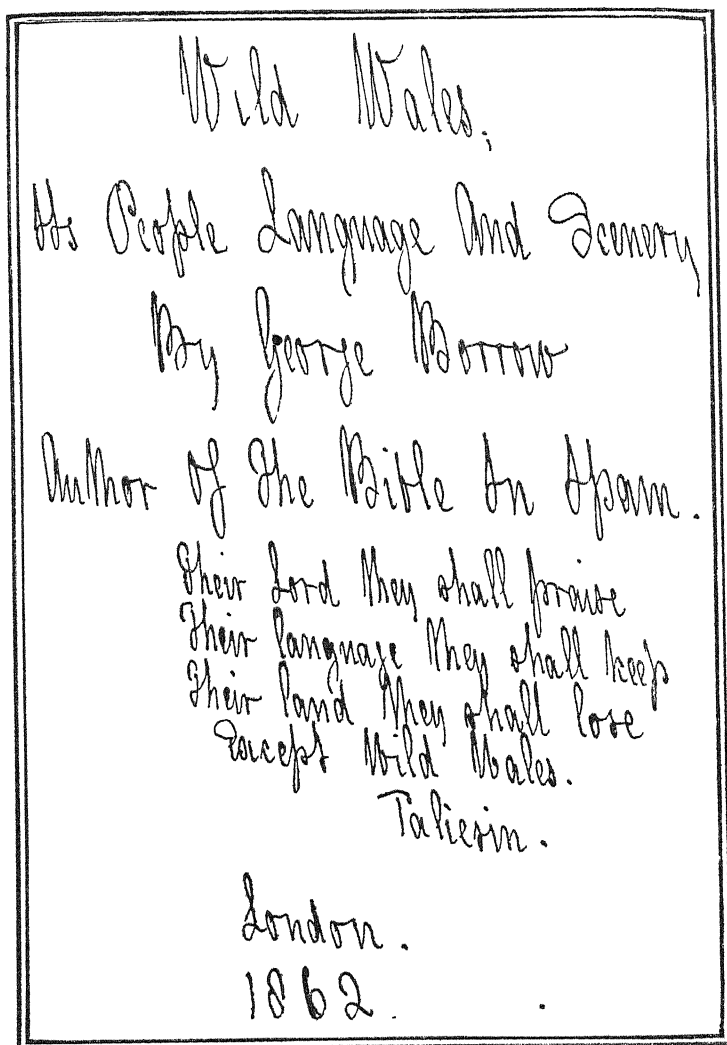 Wild Wales;
Its People Language And Scenery
By George Borrow
Author Of The Bible In Spain.
Their Lord they shall praise
Their language they shall keep
Their land they shall lose
Except Wild Wales.
Taliesin.
London.
1862.